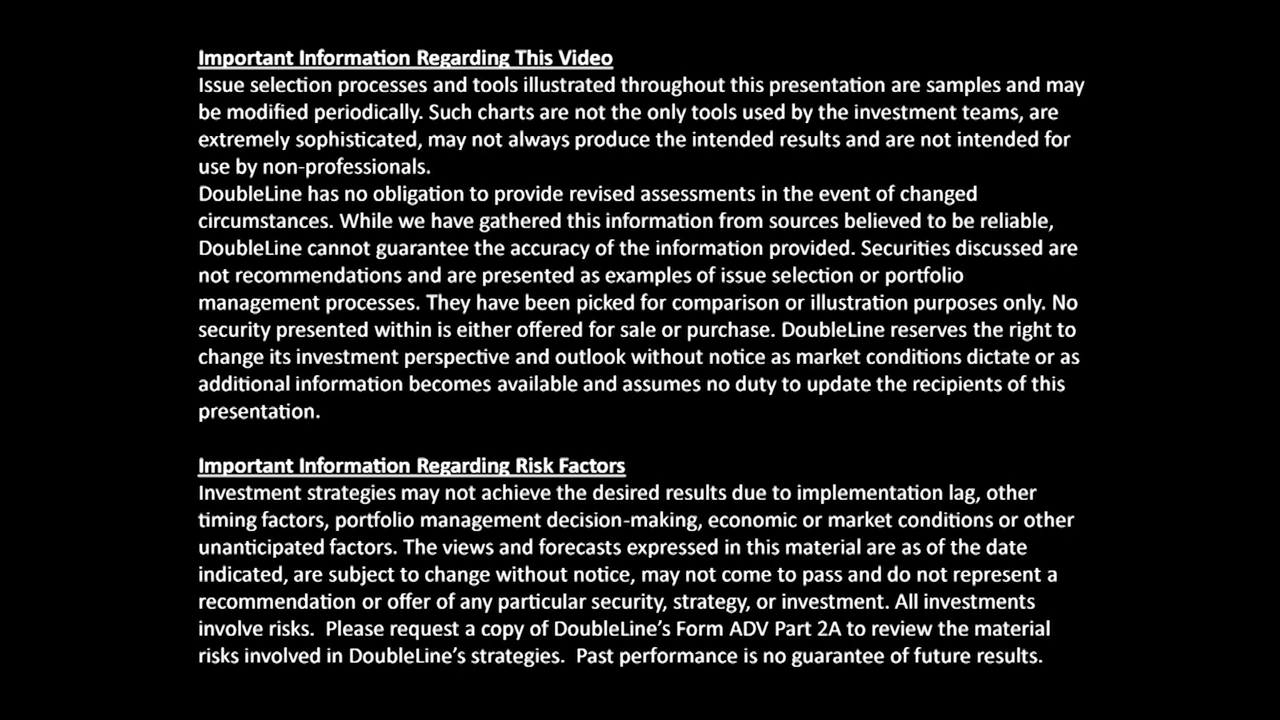 Important Information Regarding This Video
Issue selection processes and tools illustrated throughout this presentation are samples and may
be modified periodically. Such charts are not the only tools used by the investment teams, are
extremely sophisticated, may not always produce the intended results and are not intended for
use by non-professionals.
DoubleLine has no obligation to provide revised assessments in the event of changed
circumstances. While we have gathered this information from sources believed to be reliable,
DoubleLine cannot guarantee the accuracy of the information provided. Securities discussed are
not recommendations and are presented as examples of issue selection or portfolio
management processes. They have been picked for comparison or illustration purposes only. No
security presented within is either offered for sale or purchase. DoubleLine reserves the right to
change its investment perspective and outlook without notice as market conditions dictate or as
additional information becomes available and assumes no duty to update the recipients of this
presentation.
Important Information Regarding Risk Factors
Investment strategies may not achieve the desired results due to implementation lag, other
timing factors, portfolio management decision-making, economic or market conditions or other
unanticipated factors. The views and forecasts expressed in this material are as of the date
indicated, are subject to change without notice, may not come to pass and do not represent a
recommendation or offer of any particular security, strategy, or investment. All investments
involve risks.  Please request a copy of DoubleLine’s Form ADV Part 2A to review the material
risks involved in DoubleLine’s strategies.  Past performance is no guarantee of future results.